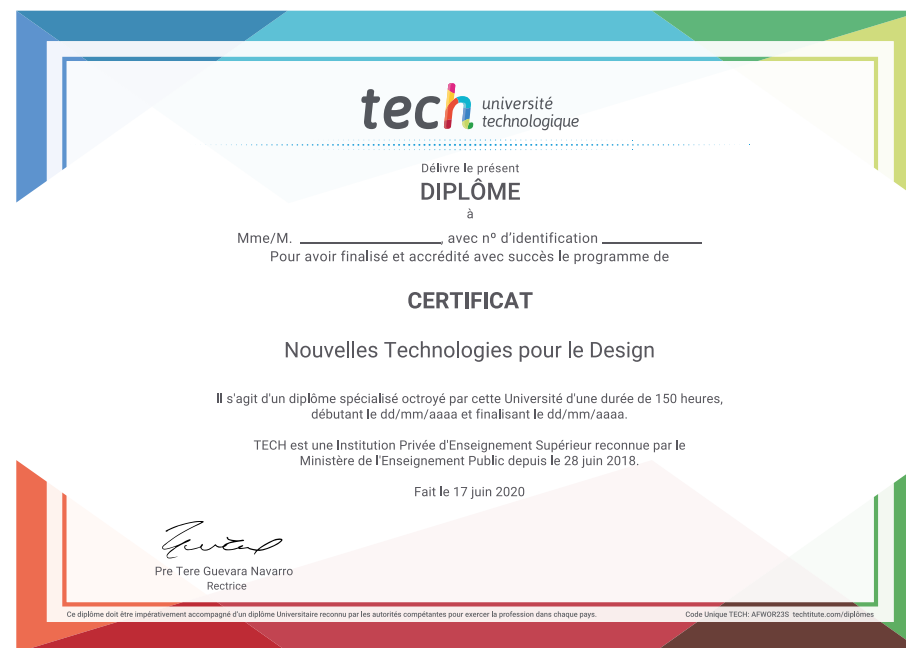 tech université
technologique
Délivre le présent
DIPLÔME
à
Mme/M. ____________________, avec nº d'identification ______________
Pour avoir finalisé et accrédité avec succès le programme de
CERTIFICAT
Nouvelles Technologies pour le Design
Il s'agit d'un diplôme spécialisé octroyé par cette Université d'une durée de 150 heures,
débutant le dd/mm/aaaa et finalisant le dd/mm/aaaa.
TECH est une Institution Privée d'Enseignement Supérieur reconnue par le
Ministère de l'Enseignement Public depuis le 28 juin 2018.
Fait le 17 juin 2020
Pre Tere Guevara Navarro
Rectrice
Ce diplôme doit être impérativement accompagné d'un diplôme Universitaire reconnu par les autorités compétantes pour exercer la profession dans chaque pays.
Code Unique TECH: AFWOR23S techtitute.com/diplômes